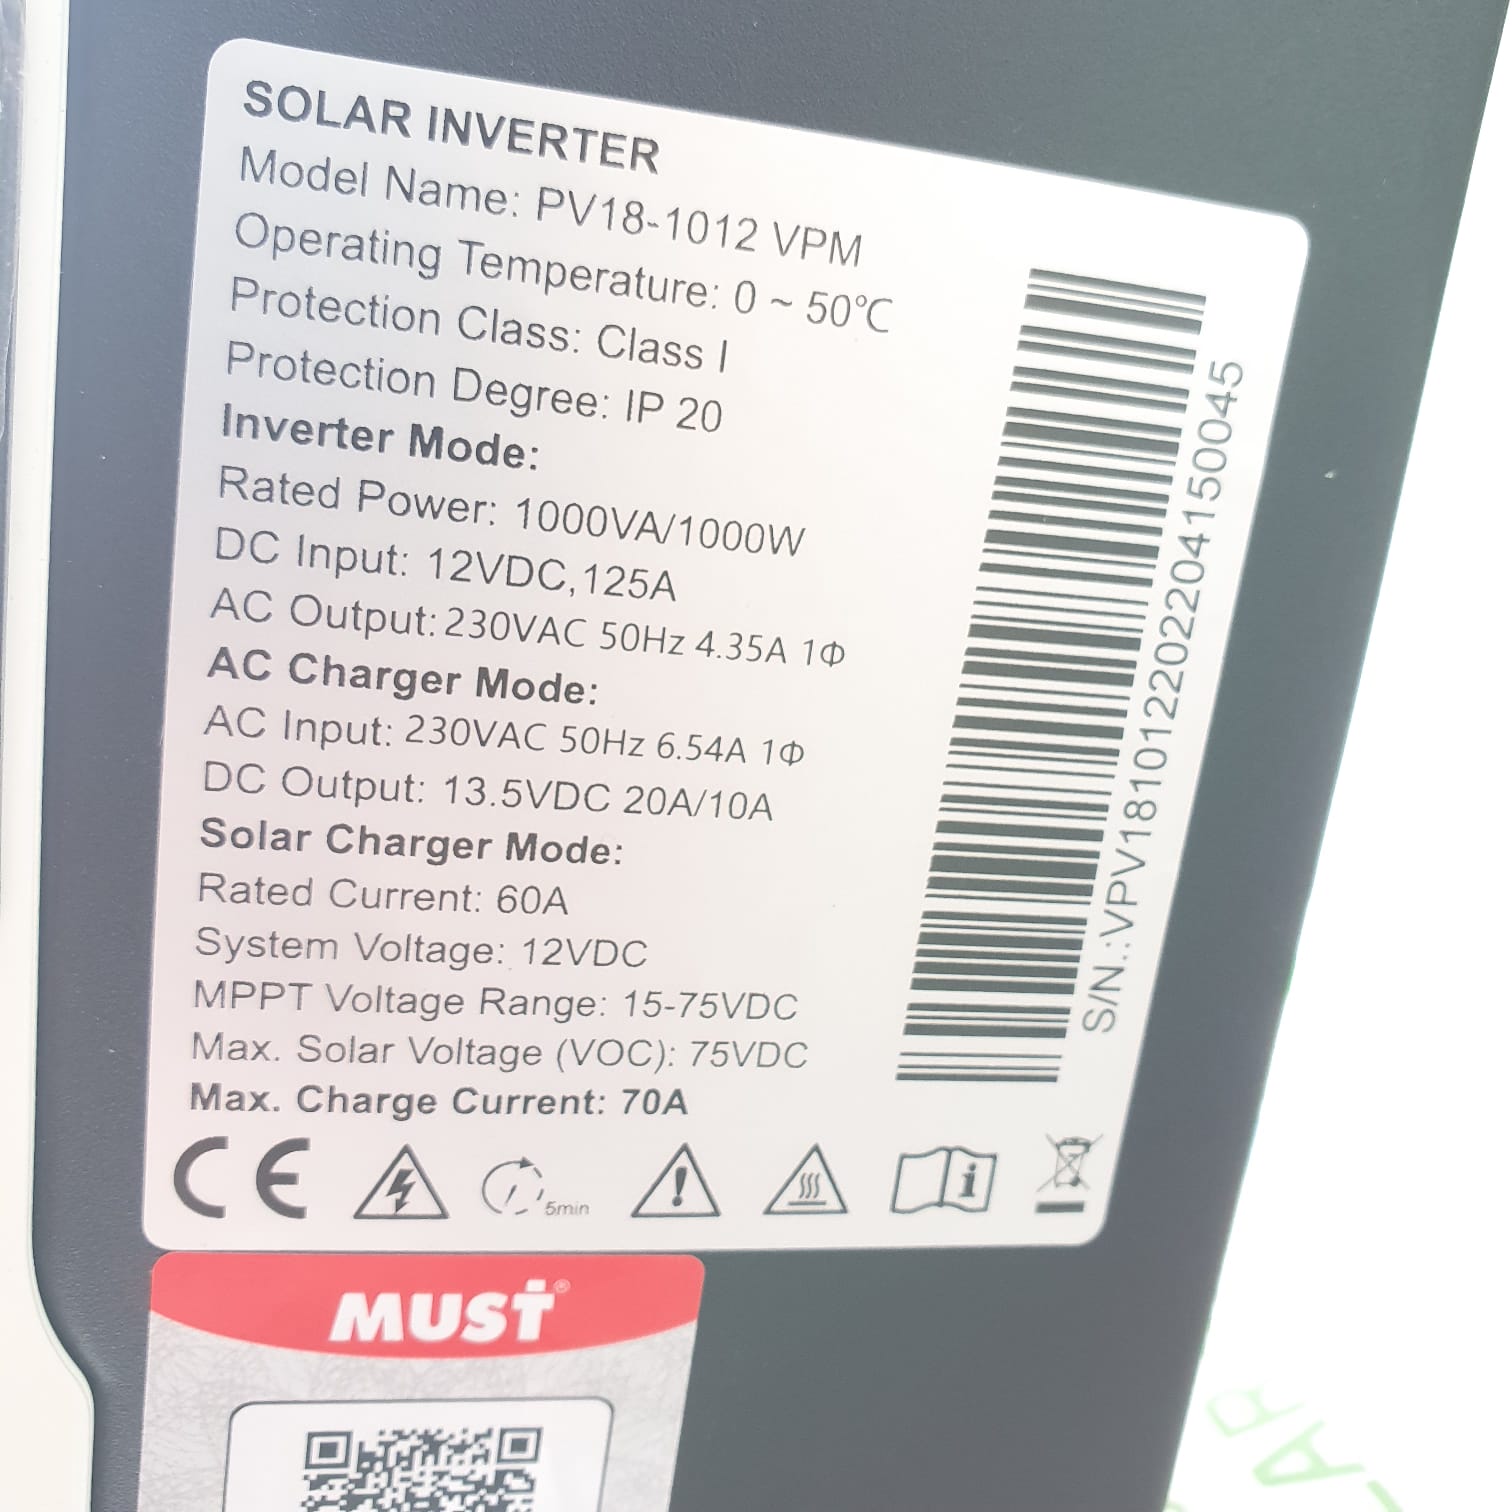 SOLAR INVERTER
Model Name: PV18-1012 VPM
Operating Temperature: 0 ~ 50℃
Protection Class: Class I
Protection Degree: IP 20
Inverter Mode:
Rated Power: 1000VA/1000W
DC Input: 12VDC,125A
AC Output: 230VAC 50Hz 4.35A 1Φ
AC Charger Mode:
AC Input: 230VAC 50Hz 6.54A 1Φ
DC Output: 13.5VDC 20A/10A
Solar Charger Mode:
Rated Current: 60A
System Voltage: 12VDC
MPPT Voltage Range: 15-75VDC
Max. Solar Voltage (VOC): 75VDC
Max. Charge Current: 70A
S/N.:VPV18101220220415​0045
CE
5min
MUST®